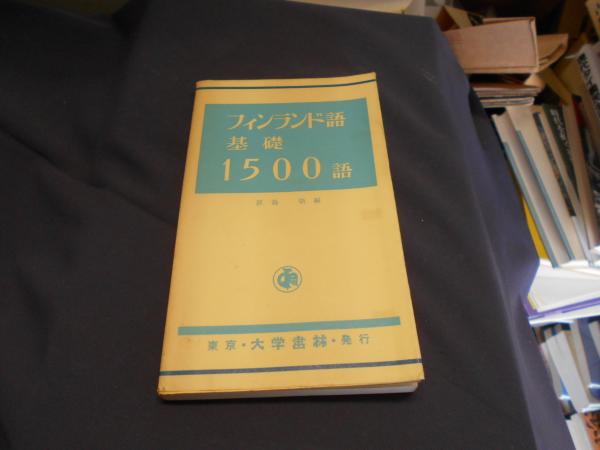 フィンランド語
基礎
1500語
東京・大学書林・発行